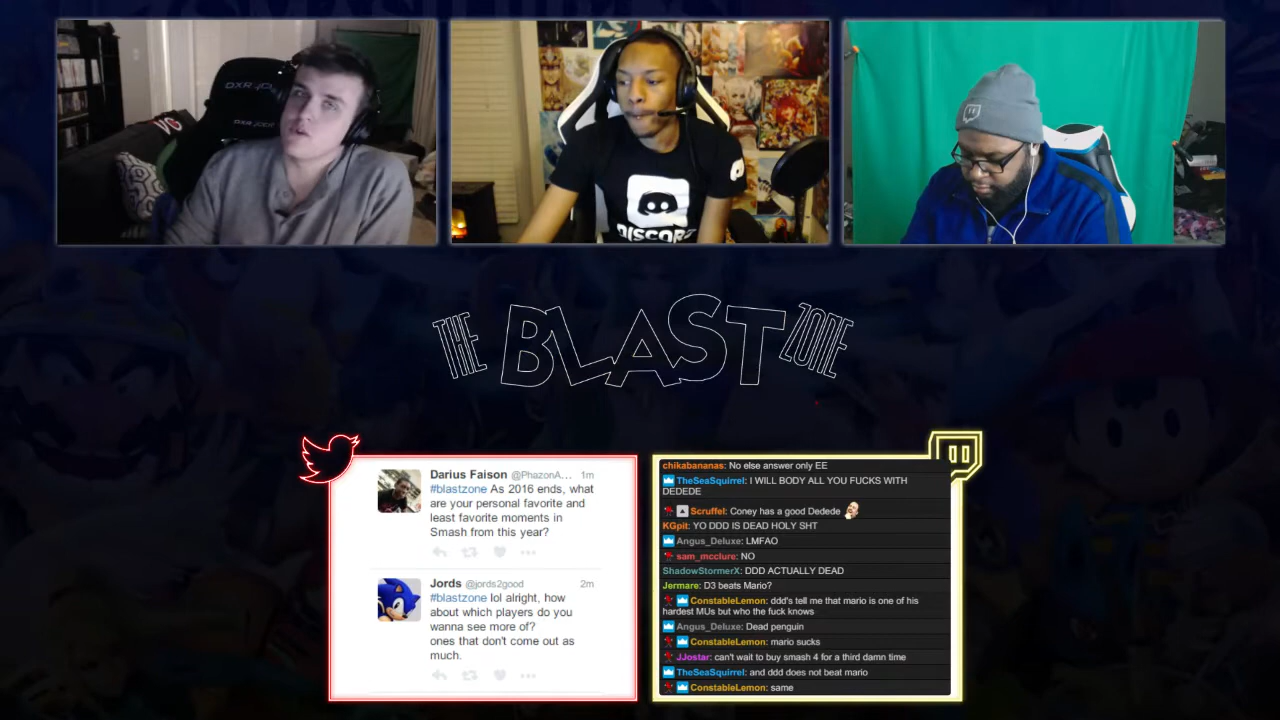 DXRACER
DISCORD
THE BLAST ZONE
Darius Faison @PhazonA... 1m
#blastzone As 2016 ends, what
are your personal favorite and
least favorite moments in
Smash from this year?
Jords @jords2good 2m
#blastzone lol alright, how
about which players do you
wanna see more of?
ones that don't come out as
much.
chikabananas: No else answer only EE
TheSeaSquirrel: I WILL BODY ALL YOU FUCKS WITH
DEDEDE
Scruffel: Coney has a good Dedede
KGpit: YO DDD IS DEAD HOLY SHT
Angus_Deluxe: LMFAO
sam_mcclure: NO
ShadowStormerX: DDD ACTUALLY DEAD
Jermare: D3 beats Mario?
ConstableLemon: ddd's tell me that mario is one of his
hardest MUs but who the fuck knows
Angus_Deluxe: Dead penguin
ConstableLemon: mario sucks
JJostar: can't wait to buy smash 4 for a third damn time
TheSeaSquirrel: and ddd does not beat mario
ConstableLemon: same